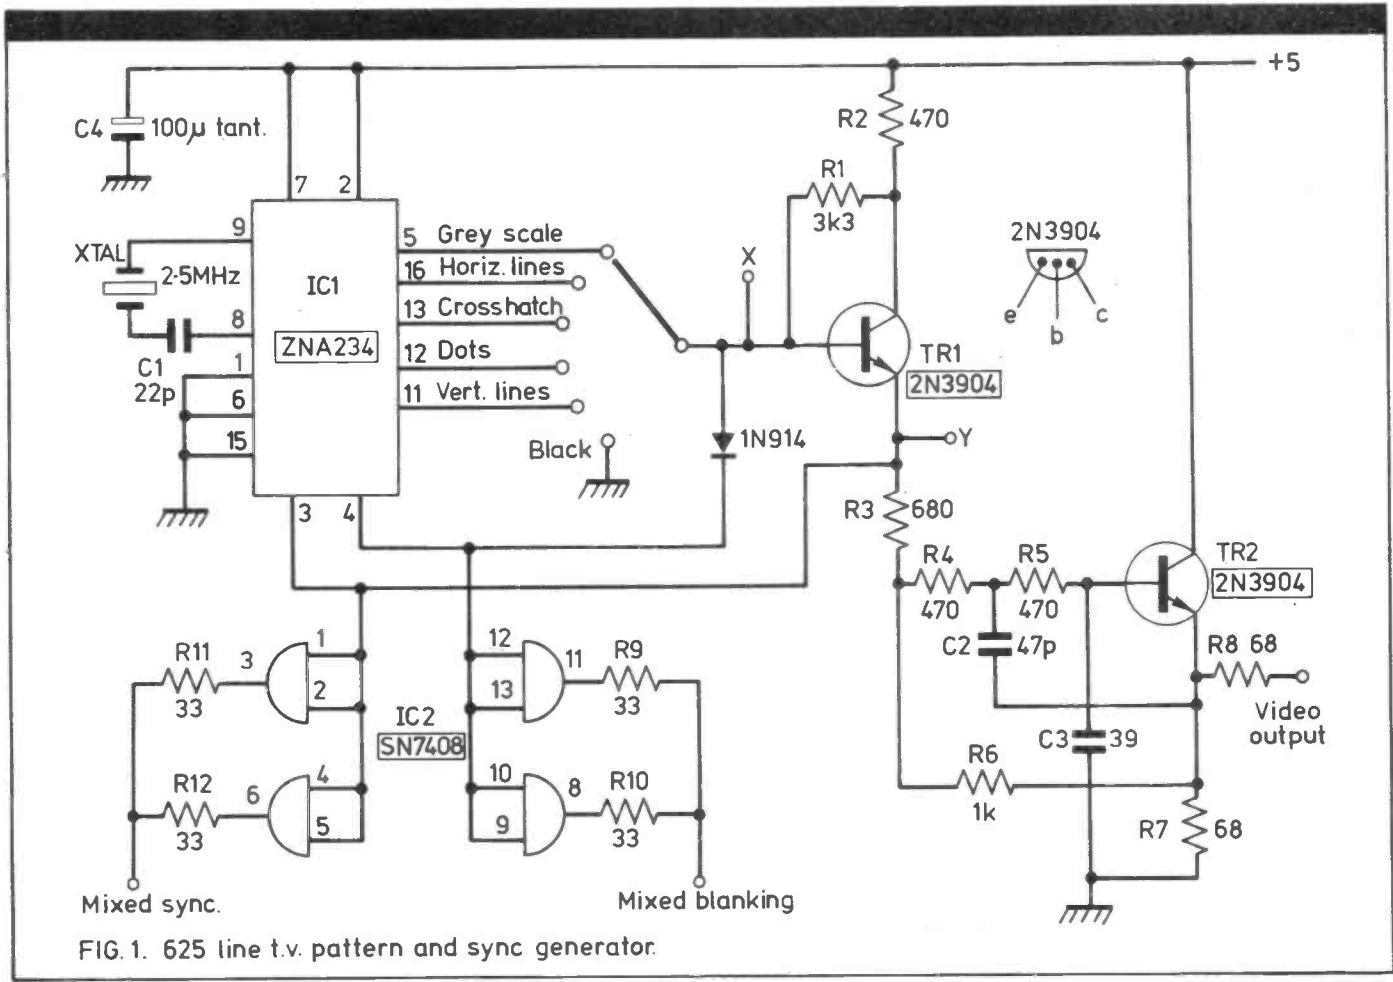 +5
C4 100µ tant.
R2 470
R1
3k3
7 2
9
XTAL
2·5MHz
8
C1
22p
1
6
15
IC1
ZNA234
3 4
5 Grey scale
16 Horiz. lines
13 Crosshatch
12 Dots
11 Vert. lines
Black
X
1N914
TR1
2N3904
Y
2N3904
e b c
R3 680
R4
470
R5
470
C2 47p
TR2
2N3904
R8 68
Video
output
C3 39
R6
1k
R7 68
R11
33
3
1
2
R12
33
6
4
5
IC2
SN7408
12
13
11
R9
33
10
9
8
R10
33
Mixed sync.
Mixed blanking
FIG. 1. 625 line t.v. pattern and sync generator.